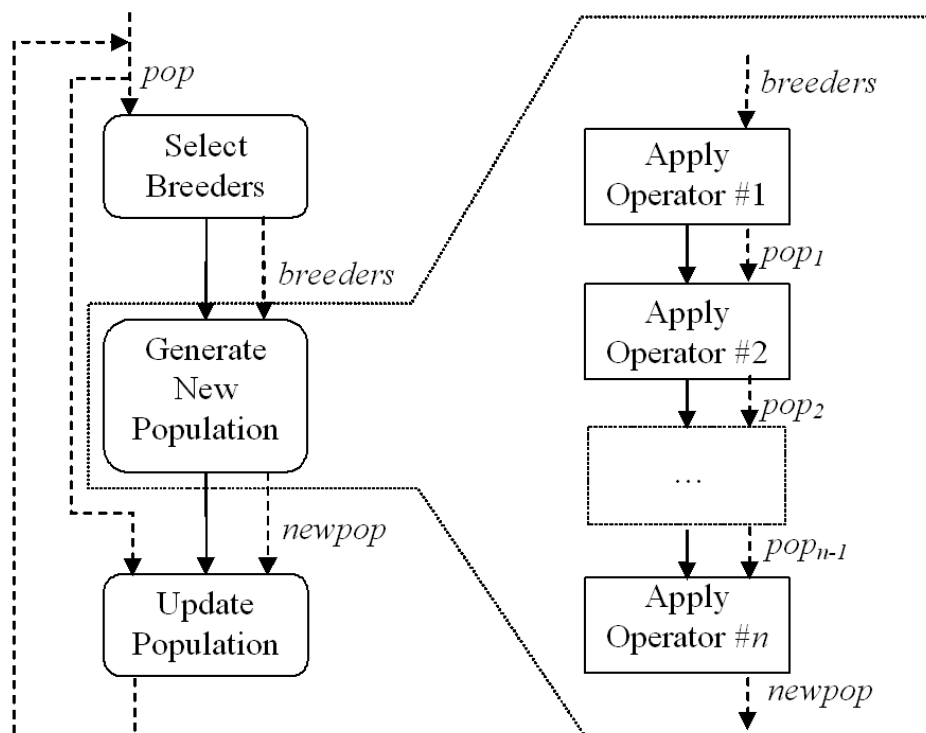 pop
Select
Breeders
breeders
Generate
New
Population
newpop
Update
Population
breeders
Apply
Operator #1
pop1
Apply
Operator #2
pop2
...
popn-1
Apply
Operator #n
newpop